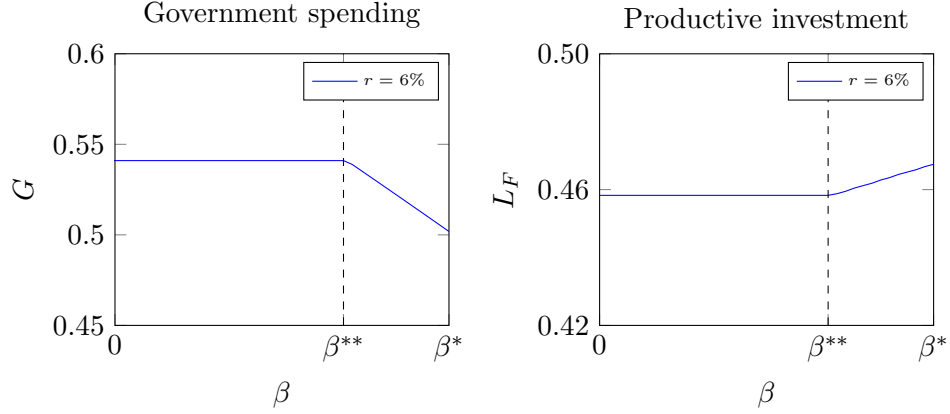 Government spending
0.6
0.55
0.5
0.45
G
r = 6%
0
β**
β*
β
Productive investment
0.50
0.46
0.42
L_F
r = 6%
0
β**
β*
β